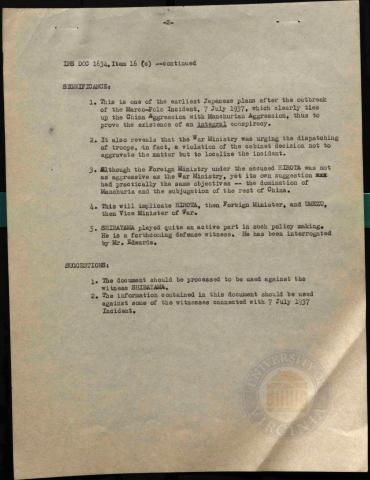 -2-
IPS DOC 1634, Item 16 (c) --continued
SIGNIFICANCE:
1. This is one of the earliest Japanese plans after the outbreak
of the Marco-Polo Incident, 7 July 1937, which clearly ties
up the China Aggression with Manchurian Aggression, thus to
prove the existence of an integral conspiracy.
2. It also reveals that the War Ministry was urging the dispatching
of troops, in fact, a violation of the cabinet decision not to
aggravate the matter but to localize the incident.
3. Although the Foreign Ministry under the accused HIROTA was not
as aggressive as the War Ministry, yet its own suggestion
had practically the same objectives -- the domination of
Manchuria and the subjugation of the rest of China.
4. This will implicate HIROTA, then Foreign Minister, and UMEZU,
then Vice Minister of War.
5. SHIBAYAMA played quite an active part in such policy making.
He is a forthcoming defense witness. He has been interrogated
by Mr. Edwards.
SUGGESTIONS:
1. The document should be processed to be used against the
witness SHIBAYAMA.
2. The information contained in this document should be used
against some of the witnesses connected with 7 July 1937
Incident.
UNIVERSITY
VIRGINIA